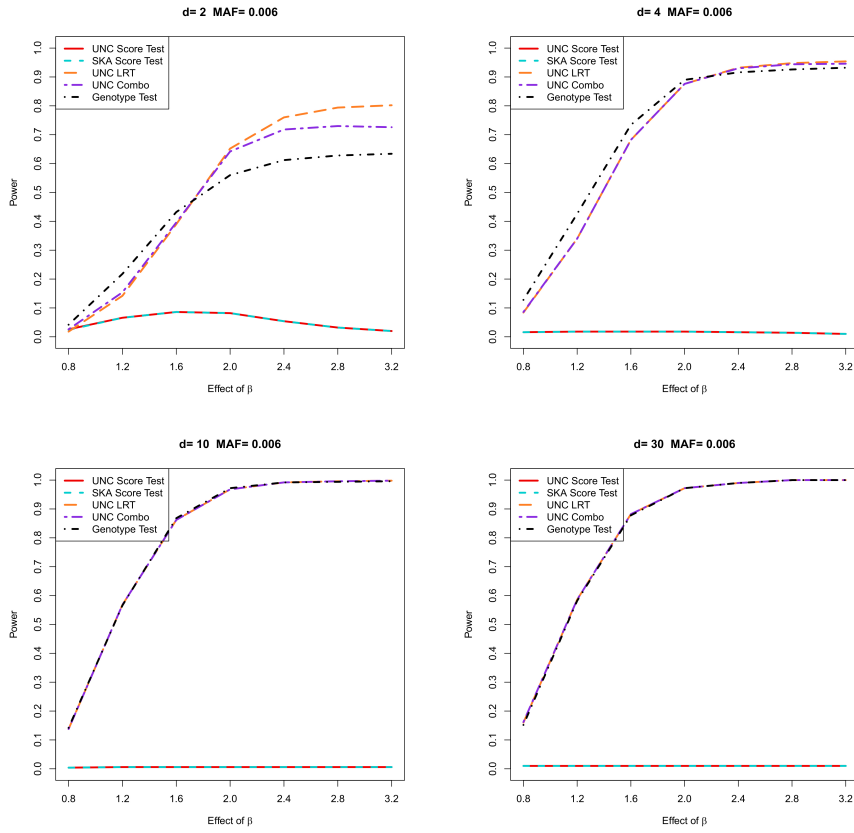 d= 2 MAF= 0.006
UNC Score Test
SKA Score Test
UNC LRT
UNC Combo
Genotype Test
Power
0.0 0.1 0.2 0.3 0.4 0.5 0.6 0.7 0.8 0.9 1.0
0.8 1.2 1.6 2.0 2.4 2.8 3.2
Effect of β
d= 4 MAF= 0.006
UNC Score Test
SKA Score Test
UNC LRT
UNC Combo
Genotype Test
Power
0.0 0.1 0.2 0.3 0.4 0.5 0.6 0.7 0.8 0.9 1.0
0.8 1.2 1.6 2.0 2.4 2.8 3.2
Effect of β
d= 10 MAF= 0.006
UNC Score Test
SKA Score Test
UNC LRT
UNC Combo
Genotype Test
Power
0.0 0.1 0.2 0.3 0.4 0.5 0.6 0.7 0.8 0.9 1.0
0.8 1.2 1.6 2.0 2.4 2.8 3.2
Effect of β
d= 30 MAF= 0.006
UNC Score Test
SKA Score Test
UNC LRT
UNC Combo
Genotype Test
Power
0.0 0.1 0.2 0.3 0.4 0.5 0.6 0.7 0.8 0.9 1.0
0.8 1.2 1.6 2.0 2.4 2.8 3.2
Effect of β